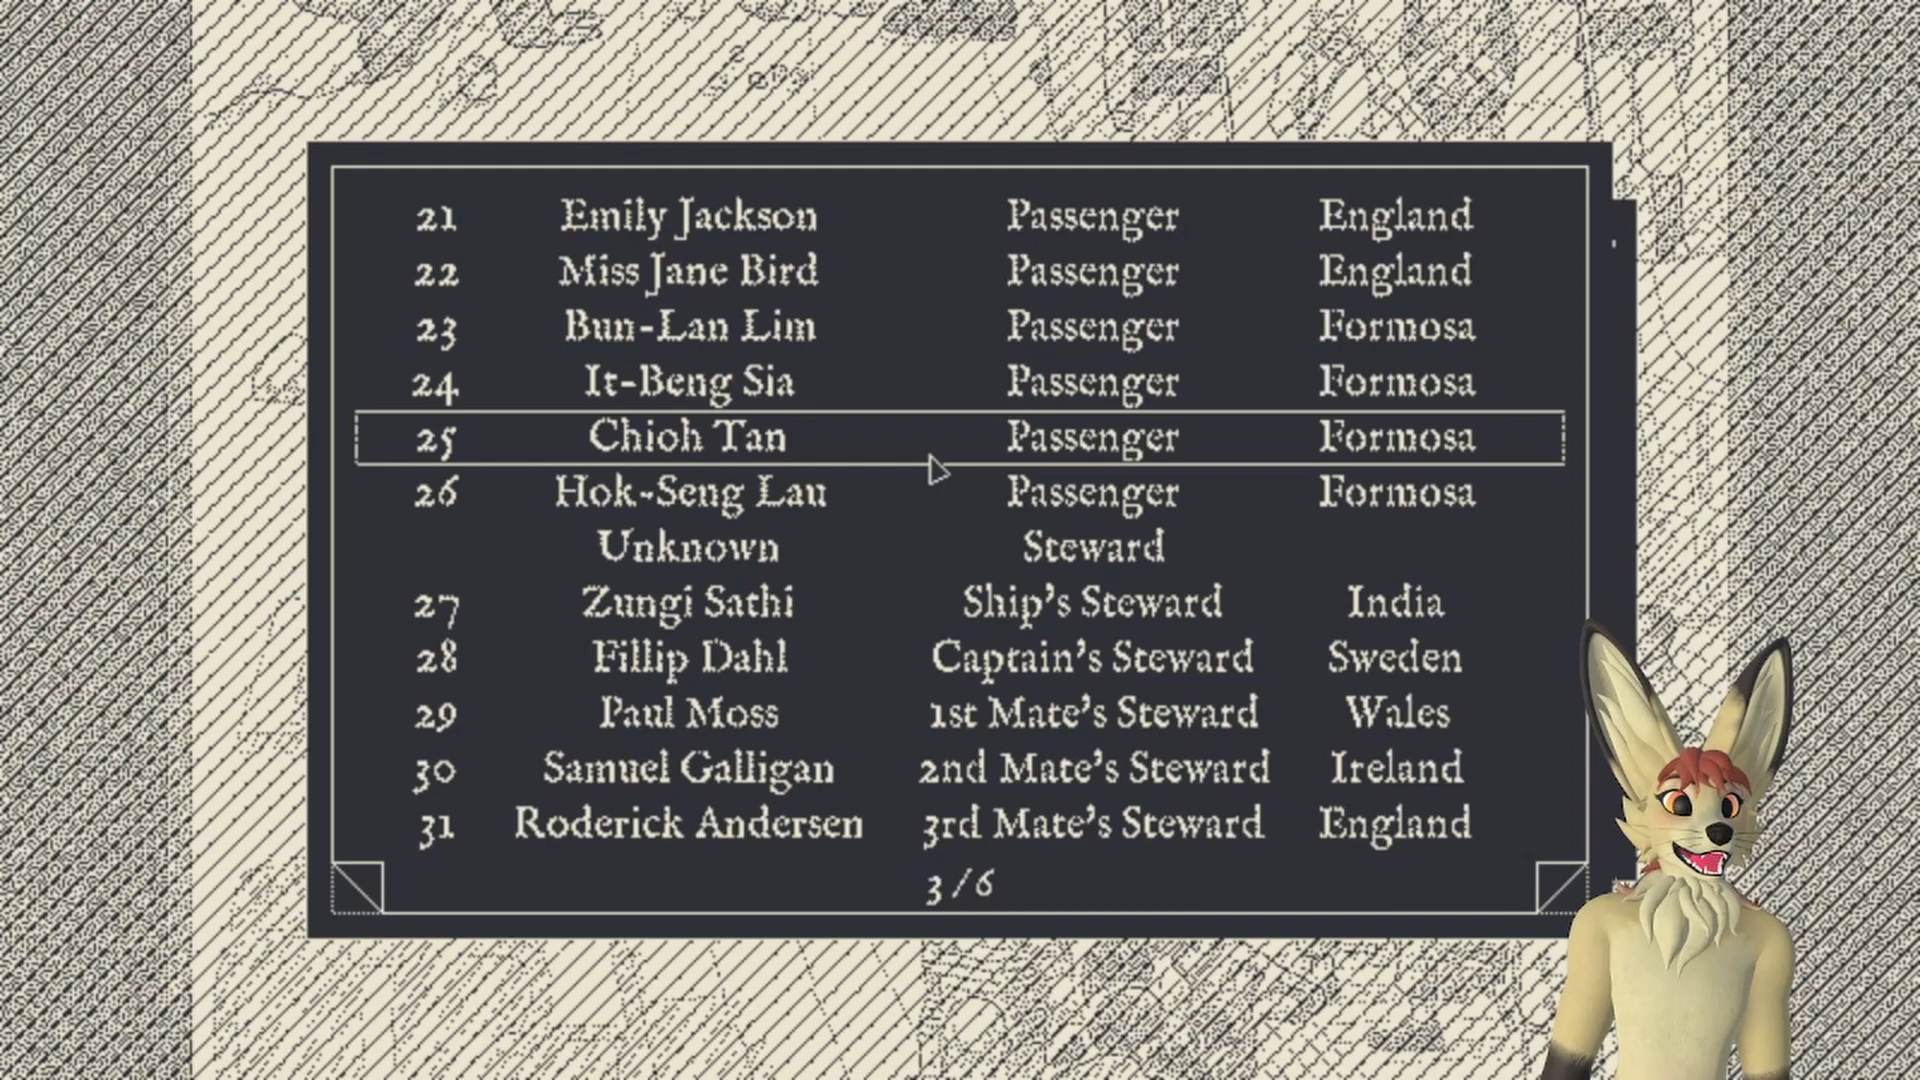 21 Emily Jackson Passenger England
22 Miss Jane Bird Passenger England
23 Bun-Lan Lim Passenger Formosa
24 It-Beng Sia Passenger Formosa
25 Chioh Tan Passenger Formosa
26 Hok-Seng Lau Passenger Formosa
Unknown Steward
27 Zungi Sathi Ship's Steward India
28 Fillip Dahl Captain's Steward Sweden
29 Paul Moss 1st Mate's Steward Wales
30 Samuel Galligan 2nd Mate's Steward Ireland
31 Roderick Andersen 3rd Mate's Steward England
3/6